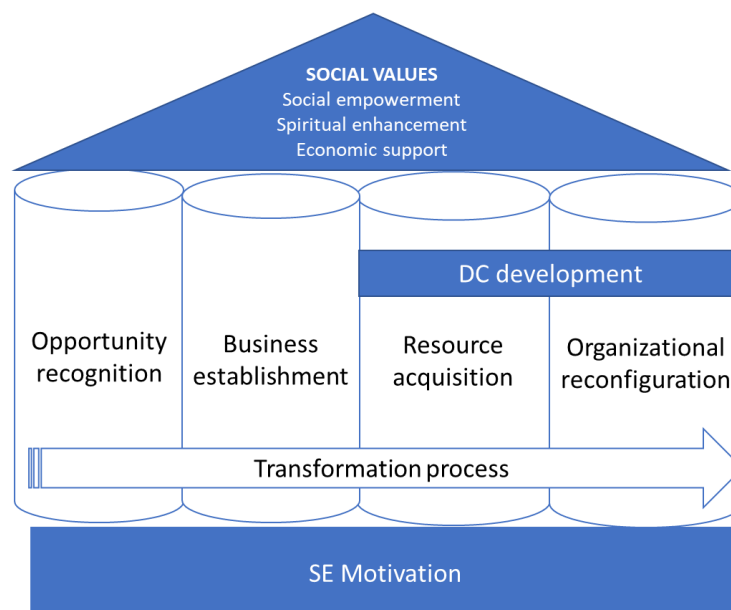 SOCIAL VALUES
Social empowerment
Spiritual enhancement
Economic support
DC development
Opportunity
recognition
Business
establishment
Resource
acquisition
Organizational
reconfiguration
Transformation process
SE Motivation